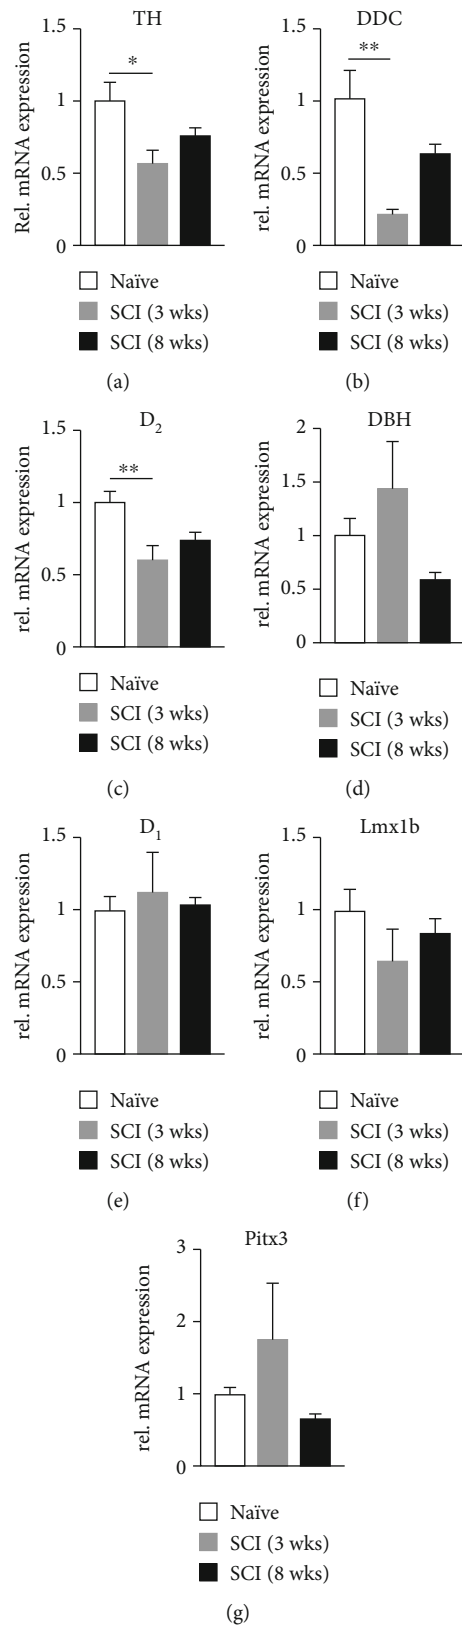 TH
Rel. mRNA expression
1.5
1
0.5
0
*
Naïve
SCI (3 wks)
SCI (8 wks)
(a)
DDC
rel. mRNA expression
1.5
1
0.5
0
**
Naïve
SCI (3 wks)
SCI (8 wks)
(b)
D2
rel. mRNA expression
1.5
1
0.5
0
**
Naïve
SCI (3 wks)
SCI (8 wks)
(c)
DBH
rel. mRNA expression
2
1.5
1
0.5
0
Naïve
SCI (3 wks)
SCI (8 wks)
(d)
D1
rel. mRNA expression
1.5
1
0.5
0
Naïve
SCI (3 wks)
SCI (8 wks)
(e)
Lmx1b
rel. mRNA expression
1.5
1
0.5
0
Naïve
SCI (3 wks)
SCI (8 wks)
(f)
Pitx3
rel. mRNA expression
3
2
1
0
Naïve
SCI (3 wks)
SCI (8 wks)
(g)